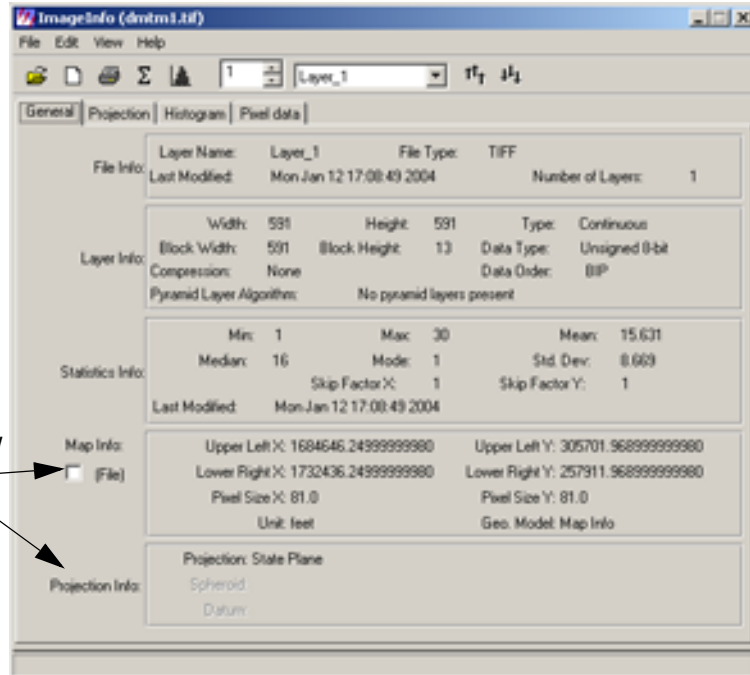 ImageInfo (dmtm1.tif)
File Edit View Help
1 Layer_1
General Projection Histogram Pixel data
File Info: Layer Name: Layer_1 File Type: TIFF
Last Modified: Mon Jan 12 17:08:49 2004 Number of Layers: 1
Layer Info: Width: 591 Height: 591 Type: Continuous
Block Width: 591 Block Height: 13 Data Type: Unsigned 8-bit
Compression: None Data Order: BIP
Pyramid Layer Algorithm: No pyramid layers present
Statistics Info: Min: 1 Max: 30 Mean: 15.631
Median: 16 Mode: 1 Std. Dev: 8.669
Skip Factor X: 1 Skip Factor Y: 1
Last Modified: Mon Jan 12 17:08:49 2004
Map Info: Upper Left X: 1684646.24999999980 Upper Left Y: 305701.968999999980
(File) Lower Right X: 1732436.24999999980 Lower Right Y: 257911.968999999980
Pixel Size X: 81.0 Pixel Size Y: 81.0
Unit: feet Geo. Model: Map Info
Projection Info: Projection: State Plane
Spheroid:
Datum: